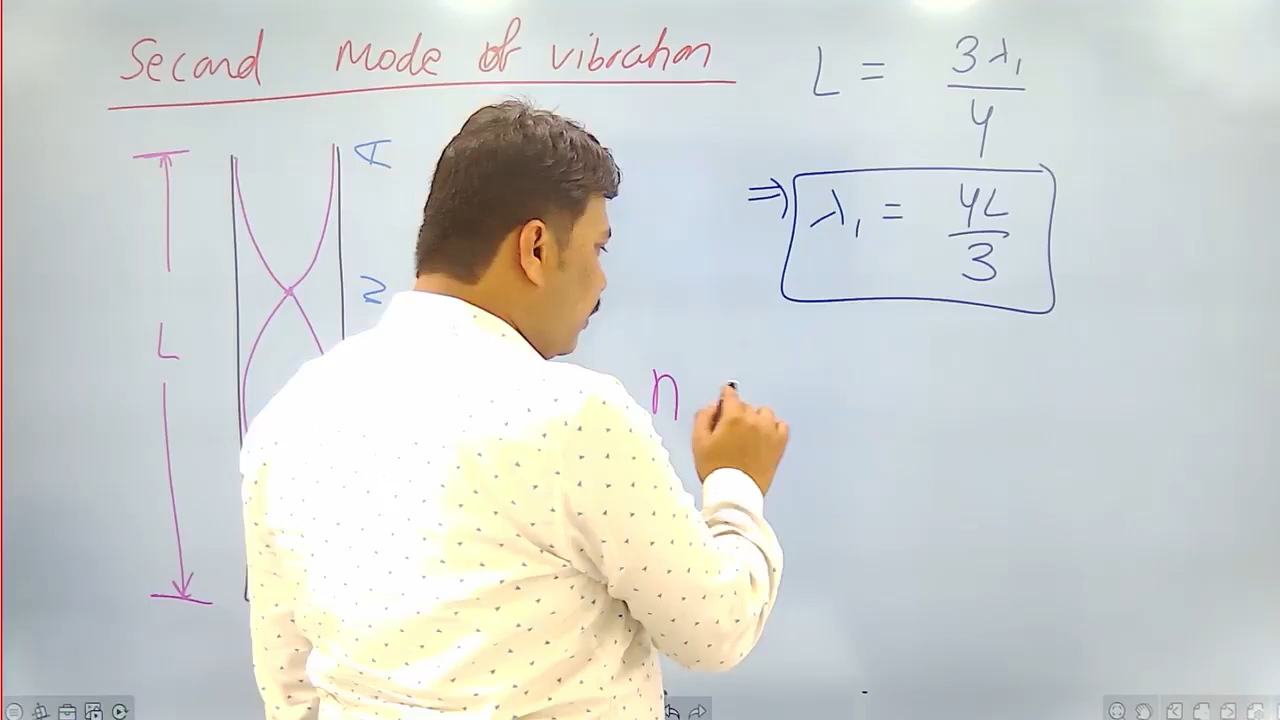 Second Mode of vibration
L = 3λ₁/4
⇒ λ₁ = 4L/3
A
N
L
n